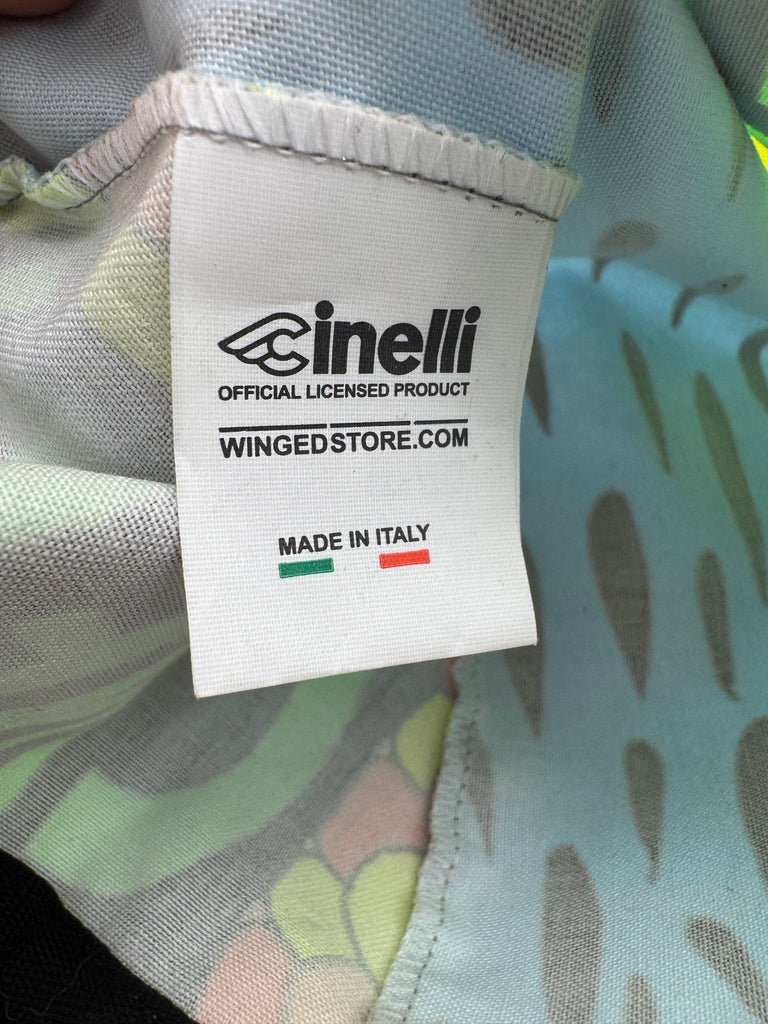 Cinelli
OFFICIAL LICENSED PRODUCT
WINGEDSTORE.COM
MADE IN ITALY